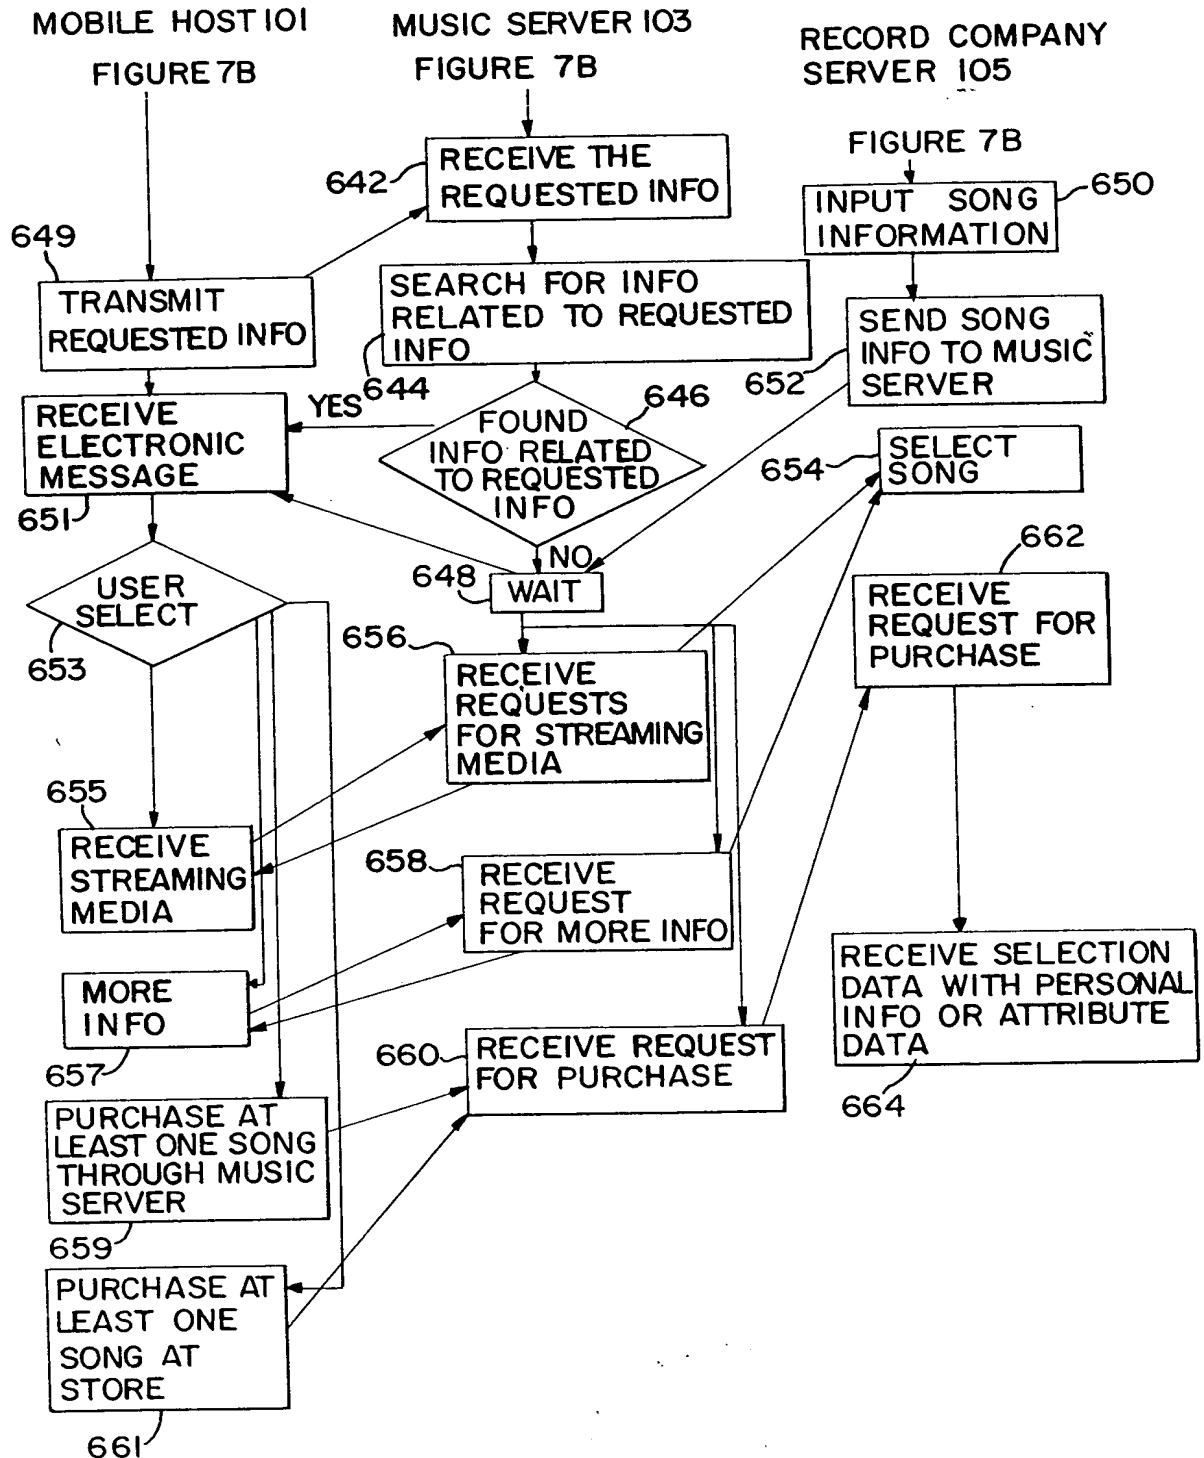 MOBILE HOST 101
FIGURE 7B
MUSIC SERVER 103
FIGURE 7B
RECORD COMPANY
SERVER 105
FIGURE 7B
649
TRANSMIT
REQUESTED INFO
RECEIVE
ELECTRONIC
MESSAGE
651
USER
SELECT
653
655
RECEIVE
STREAMING
MEDIA
MORE
INFO
657
PURCHASE AT
LEAST ONE SONG
THROUGH MUSIC
SERVER
659
PURCHASE AT
LEAST ONE
SONG AT
STORE
661
642
RECEIVE THE
REQUESTED INFO
SEARCH FOR INFO
RELATED TO REQUESTED
INFO
644
YES
646
FOUND
INFO RELATED
TO REQUESTED
INFO
NO
648
WAIT
656
RECEIVE
REQUESTS
FOR STREAMING
MEDIA
658
RECEIVE
REQUEST
FOR MORE INFO
660
RECEIVE REQUEST
FOR PURCHASE
650
INPUT SONG
INFORMATION
SEND SONG
INFO TO MUSIC
SERVER
652
654
SELECT
SONG
662
RECEIVE
REQUEST FOR
PURCHASE
RECEIVE SELECTION
DATA WITH PERSONAL
INFO OR ATTRIBUTE
DATA
664